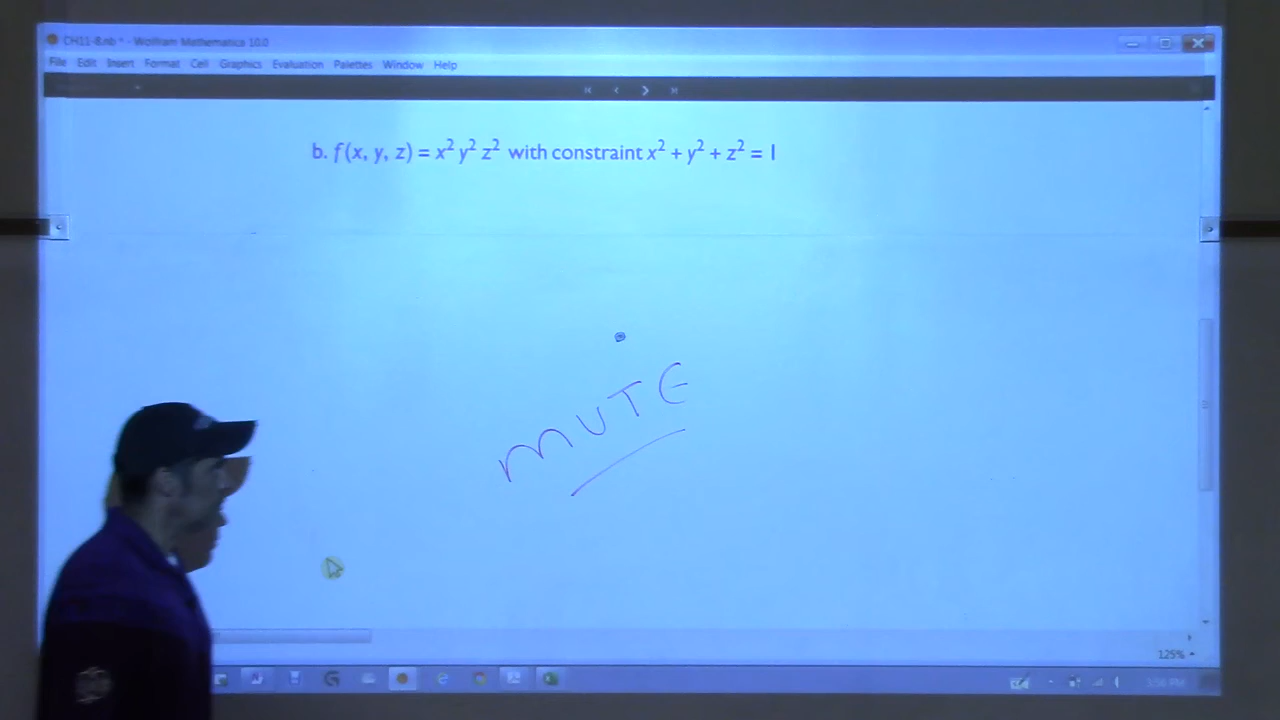 CH11-8.nb * - Wolfram Mathematica 10.0
File Edit Insert Format Cell Graphics Evaluation Palettes Window Help
b. f(x, y, z) = x² y² z² with constraint x² + y² + z² = 1
MUTE
125%